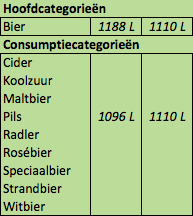 Hoofdcategorieën
Bier 1188 L 1110 L
Consumptiecategorieën
Cider
Koolzuur
Maltbier
Pils 1096 L 1110 L
Radler
Rosébier
Speciaalbier
Strandbier
Witbier